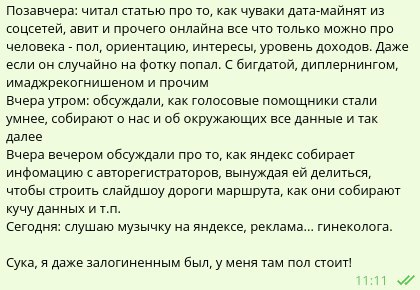 Позавчера: читал статью про то, как чуваки дата-майнят из
соцсетей, авит и прочего онлайна все что только можно про
человека - пол, ориентацию, интересы, уровень доходов. Даже
если он случайно на фотку попал. С бигдатой, диплернингом,
имаджрекогнишеном и прочим
Вчера утром: обсуждали, как голосовые помощники стали
умнее, собирают о нас и об окружающих все данные и так
далее
Вчера вечером обсуждали про то, как яндекс собирает
инфомацию с авторегистраторов, вынуждая ей делиться,
чтобы строить слайдшоу дороги маршрута, как они собирают
кучу данных и т.п.
Сегодня: слушаю музычку на яндексе, реклама... гинеколога.

Сука, я даже залогиненным был, у меня там пол стоит!
11:11